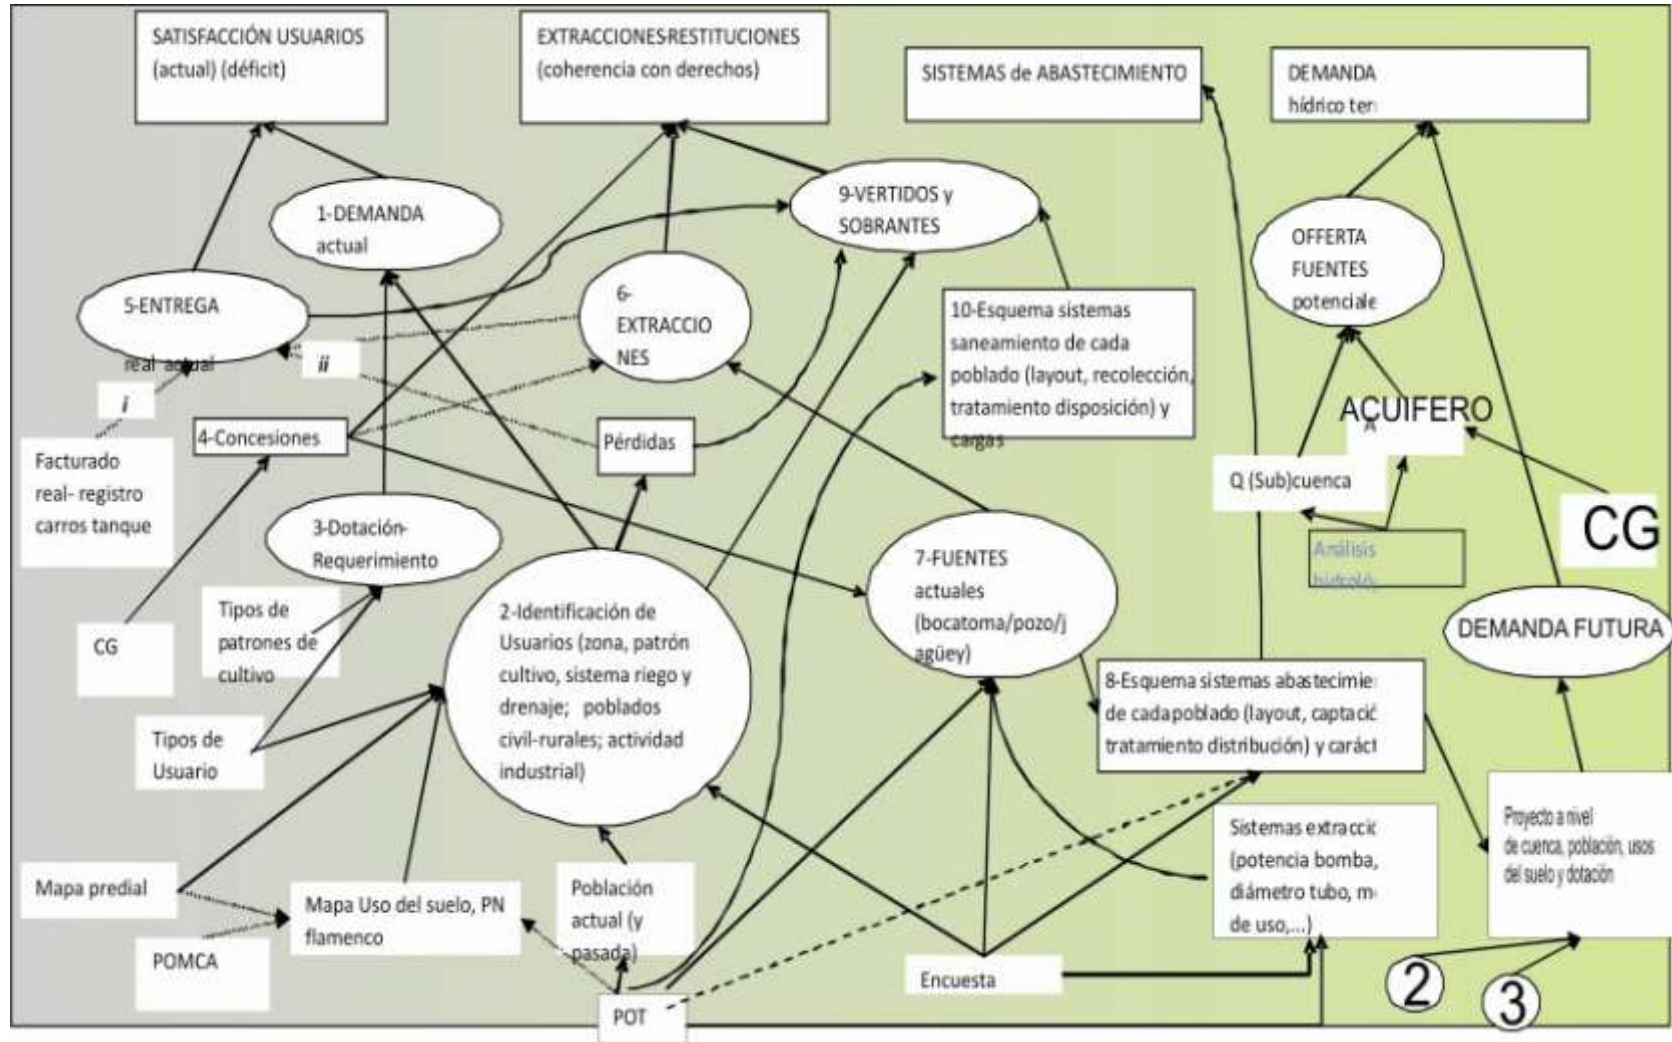 SATISFACCIÓN USUARIOS
(actual) (déficit)
EXTRACCIONES-RESTITUCIONES
(coherencia con derechos)
SISTEMAS de ABASTECIMIENTO
DEMANDA
hídrico ter
1-DEMANDA
actual
9-VERTIDOS y
SOBRANTES
OFFERTA
FUENTES
potenciale
5-ENTREGA
real actual
6-
EXTRACCIO
NES
10-Esquema sistemas
saneamiento de cada
poblado (layout, recolección,
tratamiento disposición) y
cargas
i
ii
4-Concesiones
Pérdidas
ACUIFERO
Facturado
real- registro
carros tanque
Q (Sub)cuenca
CG
3-Dotación-
Requerimiento
Análisis
7-FUENTES
actuales
(bocatoma/pozo/j
agüey)
CG
Tipos de
patrones de
cultivo
2-Identificación de
Usuarios (zona, patrón
cultivo, sistema riego y
drenaje; poblados
civil-rurales; actividad
industrial)
DEMANDA FUTURA
8-Esquema sistemas abastecimie
de cada poblado (layout, captació
tratamiento distribución) y caráct
Tipos de
Usuario
Sistemas extracció
(potencia bomba,
diámetro tubo, m
de uso,...)
Proyecto a nivel
de cuenca, población, usos
del suelo y dotación
Mapa predial
Mapa Uso del suelo, PN
flamenco
Población
actual (y
pasada)
POMCA
Encuesta
POT
2
3